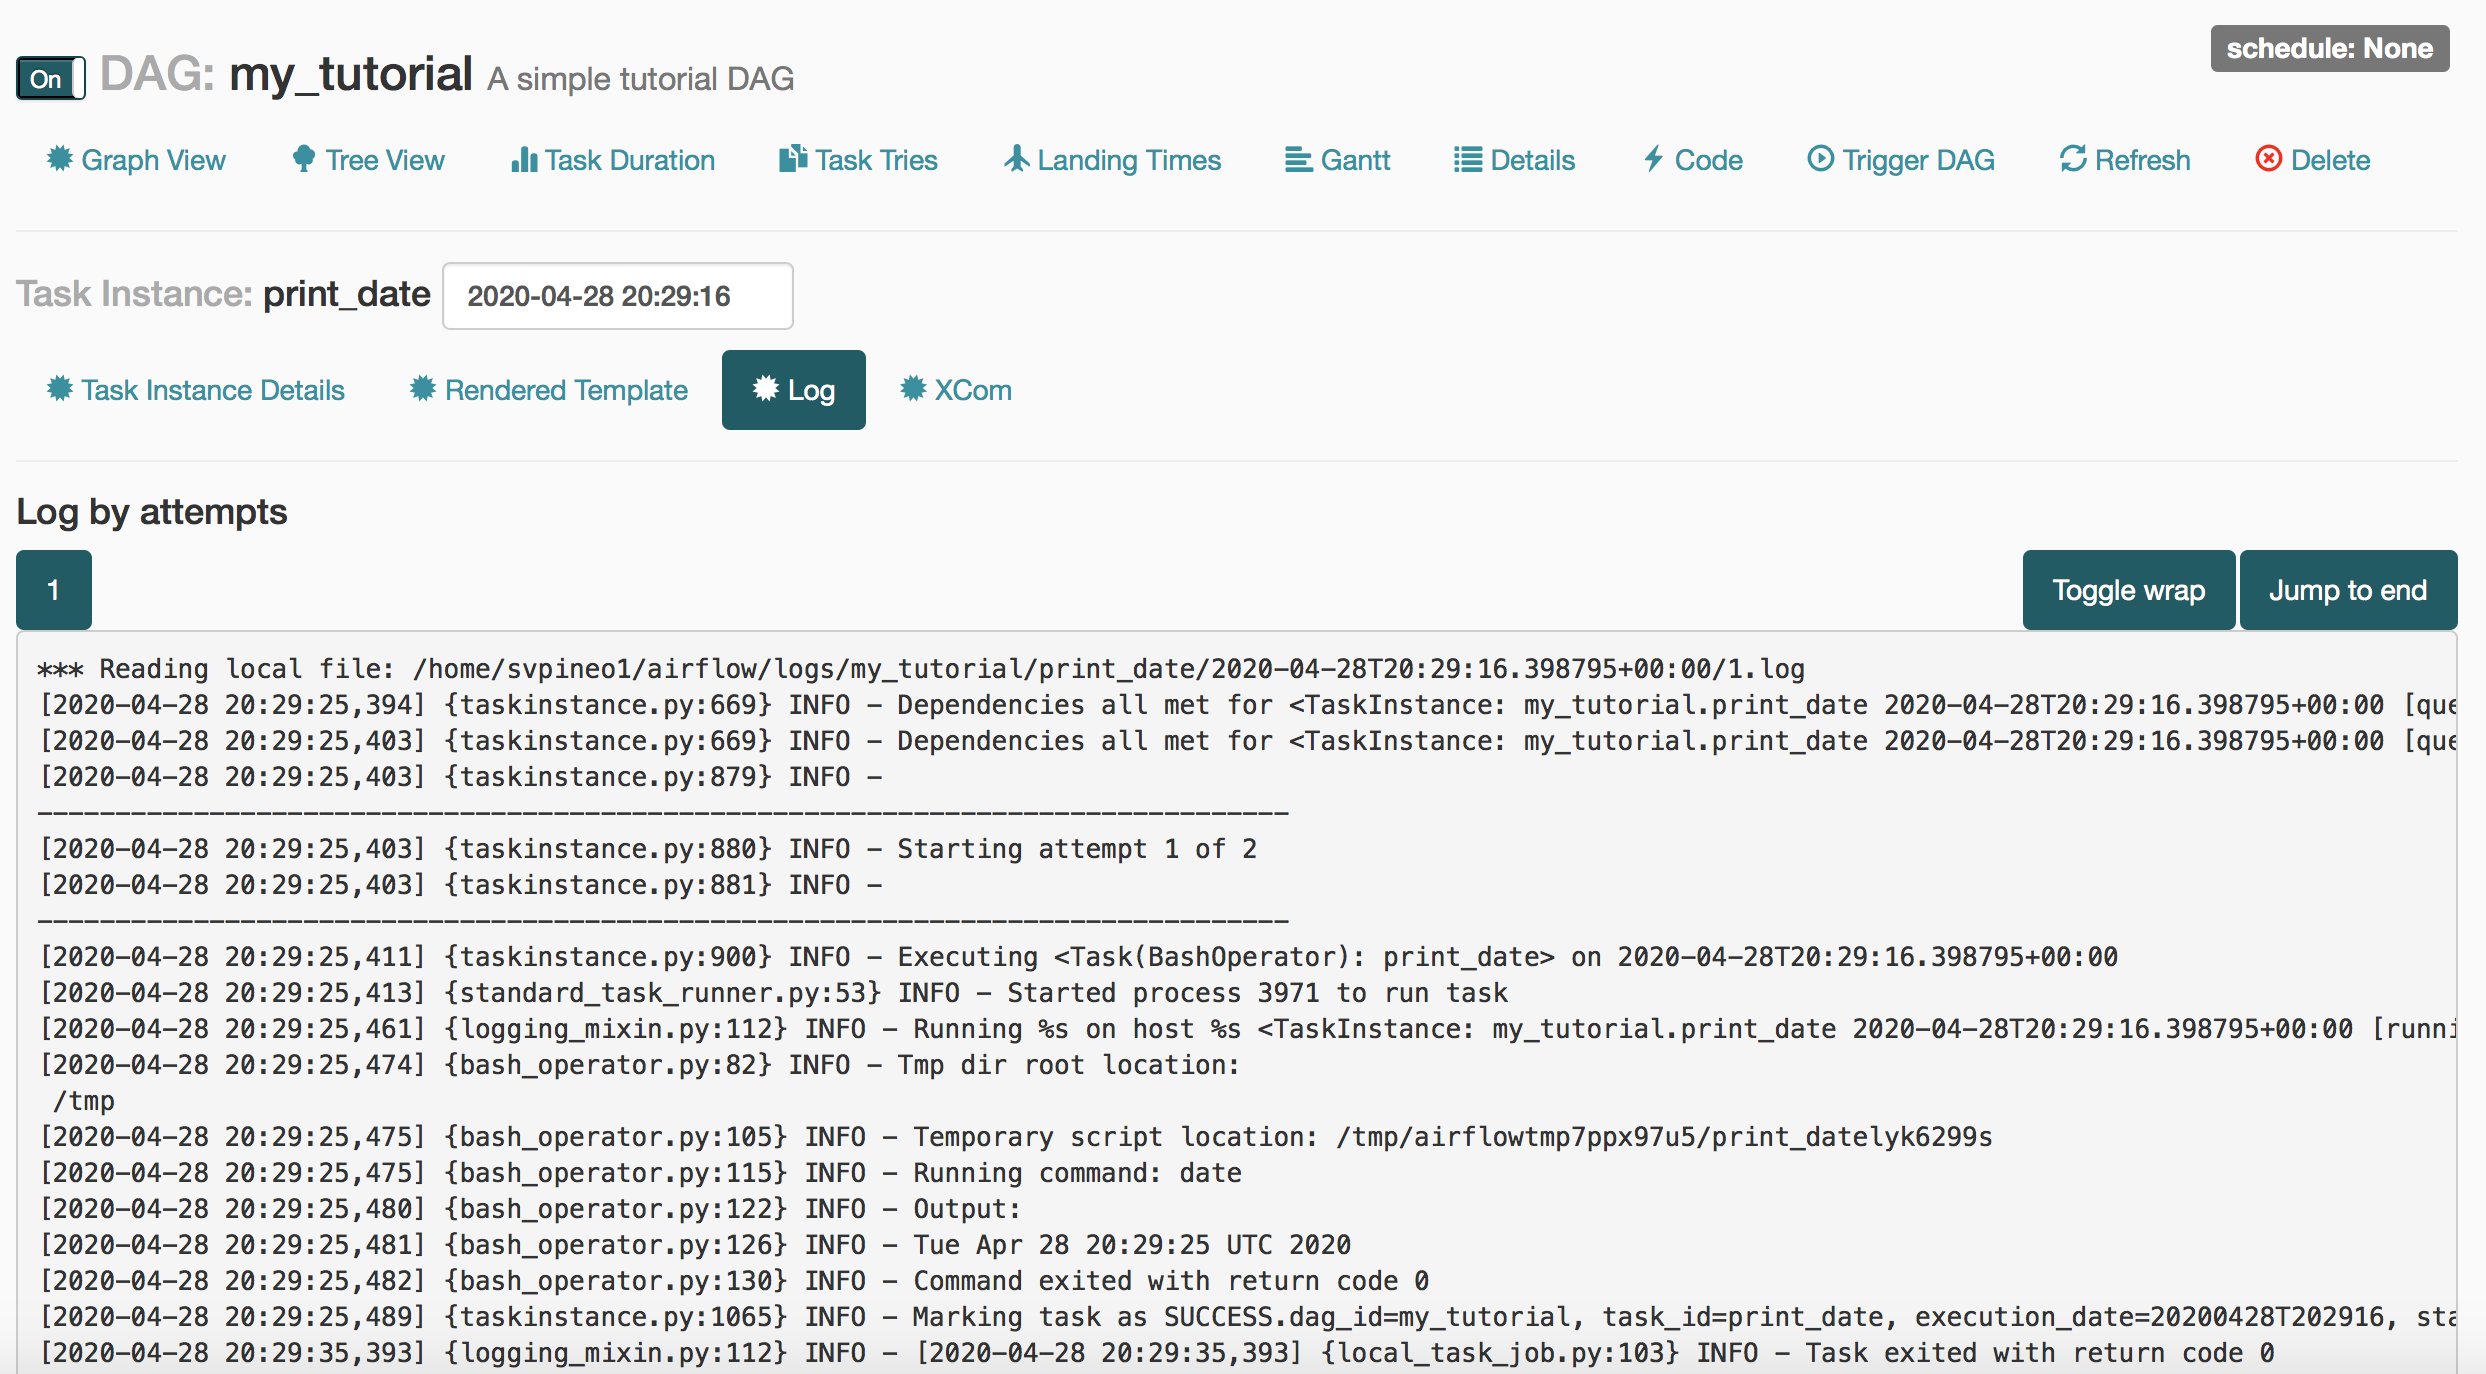 On DAG: my_tutorial A simple tutorial DAG schedule: None
Graph View Tree View Task Duration Task Tries Landing Times Gantt Details Code Trigger DAG Refresh Delete
Task Instance: print_date 2020-04-28 20:29:16
Task Instance Details Rendered Template Log XCom
Log by attempts
1 Toggle wrap Jump to end
*** Reading local file: /home/svpineo1/airflow/logs/my_tutorial/print_date/2020-04-28T20:29:16.398795+00:00/1.log
[2020-04-28 20:29:25,394] {taskinstance.py:669} INFO - Dependencies all met for <TaskInstance: my_tutorial.print_date 2020-04-28T20:29:16.398795+00:00 [que
[2020-04-28 20:29:25,403] {taskinstance.py:669} INFO - Dependencies all met for <TaskInstance: my_tutorial.print_date 2020-04-28T20:29:16.398795+00:00 [que
[2020-04-28 20:29:25,403] {taskinstance.py:879} INFO -
--------------------------------------------------------------------------------
[2020-04-28 20:29:25,403] {taskinstance.py:880} INFO - Starting attempt 1 of 2
[2020-04-28 20:29:25,403] {taskinstance.py:881} INFO -
--------------------------------------------------------------------------------
[2020-04-28 20:29:25,411] {taskinstance.py:900} INFO - Executing <Task(BashOperator): print_date> on 2020-04-28T20:29:16.398795+00:00
[2020-04-28 20:29:25,413] {standard_task_runner.py:53} INFO - Started process 3971 to run task
[2020-04-28 20:29:25,461] {logging_mixin.py:112} INFO - Running %s on host %s <TaskInstance: my_tutorial.print_date 2020-04-28T20:29:16.398795+00:00 [runni
[2020-04-28 20:29:25,474] {bash_operator.py:82} INFO - Tmp dir root location:
/tmp
[2020-04-28 20:29:25,475] {bash_operator.py:105} INFO - Temporary script location: /tmp/airflowtmp7ppx97u5/print_datelyk6299s
[2020-04-28 20:29:25,475] {bash_operator.py:115} INFO - Running command: date
[2020-04-28 20:29:25,480] {bash_operator.py:122} INFO - Output:
[2020-04-28 20:29:25,481] {bash_operator.py:126} INFO - Tue Apr 28 20:29:25 UTC 2020
[2020-04-28 20:29:25,482] {bash_operator.py:130} INFO - Command exited with return code 0
[2020-04-28 20:29:25,489] {taskinstance.py:1065} INFO - Marking task as SUCCESS.dag_id=my_tutorial, task_id=print_date, execution_date=20200428T202916, sta
[2020-04-28 20:29:35,393] {logging_mixin.py:112} INFO - [2020-04-28 20:29:35,393] {local_task_job.py:103} INFO - Task exited with return code 0